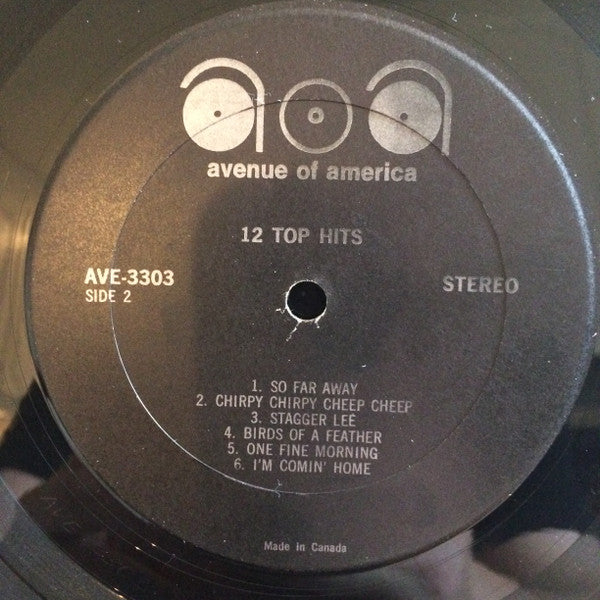 aoa
avenue of america
12 TOP HITS
AVE-3303
SIDE 2
STEREO
1. SO FAR AWAY
2. CHIRPY CHIRPY CHEEP CHEEP
3. STAGGER LEE
4. BIRDS OF A FEATHER
5. ONE FINE MORNING
6. I'M COMIN' HOME
Made in Canada
AVE